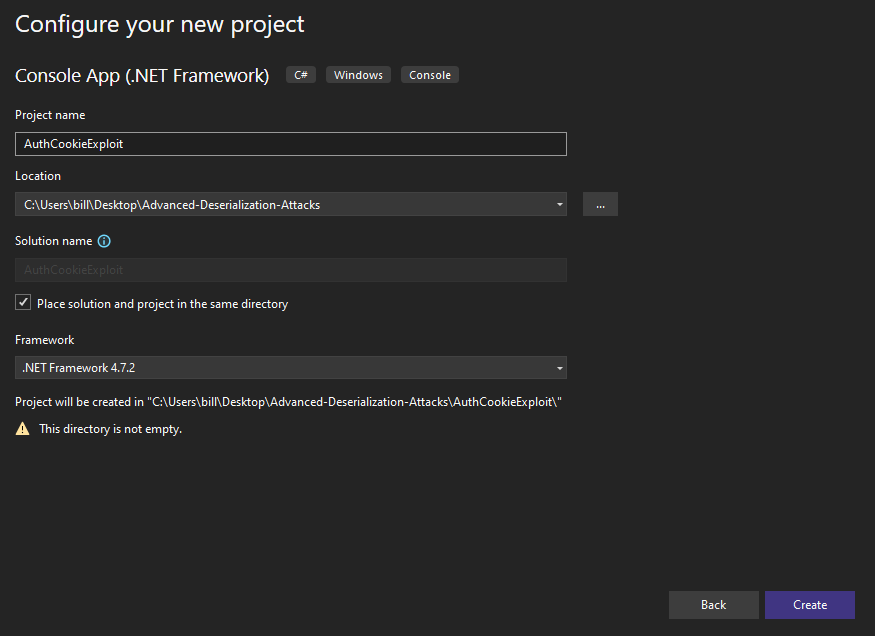 Configure your new project
Console App (.NET Framework) C# Windows Console
Project name
AuthCookieExploit
Location
C:\Users\bill\Desktop\Advanced-Deserialization-Attacks ...
Solution name
AuthCookieExploit
Place solution and project in the same directory
Framework
.NET Framework 4.7.2
Project will be created in "C:\Users\bill\Desktop\Advanced-Deserialization-Attacks\AuthCookieExploit\"
This directory is not empty.
Back Create